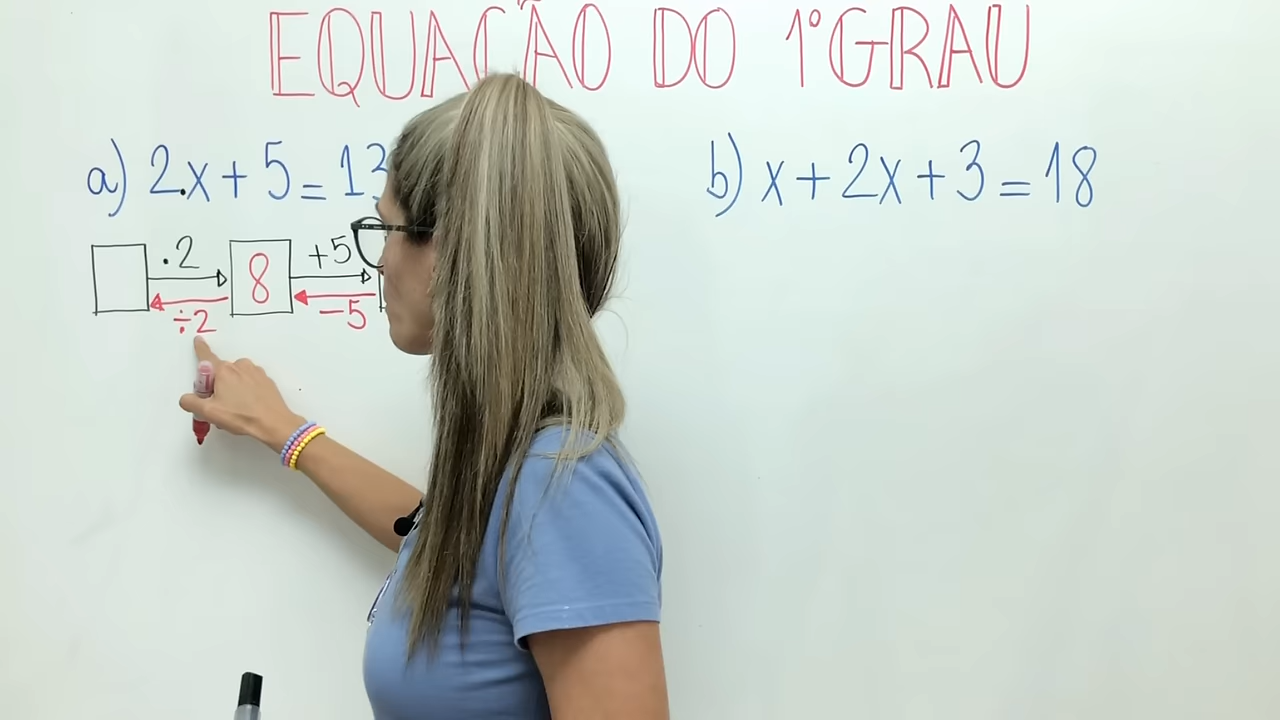 EQUAÇÃO DO 1º GRAU
a) 2.x + 5 = 13
b) x + 2x + 3 = 18
.2 +5
8
÷2 -5